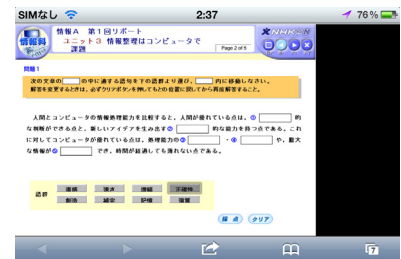 SIMなし 2:37 76%
情報A 第1回リポート
情報科 ユニット3 情報整理はコンピュータで
課題 Page 2 of 5
問題1
次の文章の の中に適する語句を下の語群より選び、 内に移動しなさい。
解答を変更するときは、必ずクリアボタンを押してもとの位置に戻してから再度解答すること。
人間とコンピュータの情報処理能力を比較すると、人間が優れている点は、① 的
な判断ができる点と、新しいアイデアを生み出す② 的な能力を持つ点である。これ
に対してコンピュータが優れている点は、処理能力の③ ・④ や、膨大
な情報が⑤ でき、時間が経過しても薄れない点である。
語群 直感 速さ 増幅 正確性
創造 補完 記憶 演算
採点 クリア
7